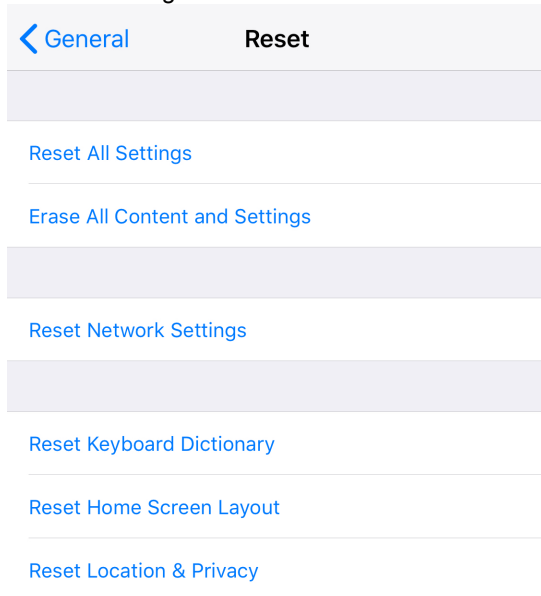 General
Reset
Reset All Settings
Erase All Content and Settings
Reset Network Settings
Reset Keyboard Dictionary
Reset Home Screen Layout
Reset Location & Privacy